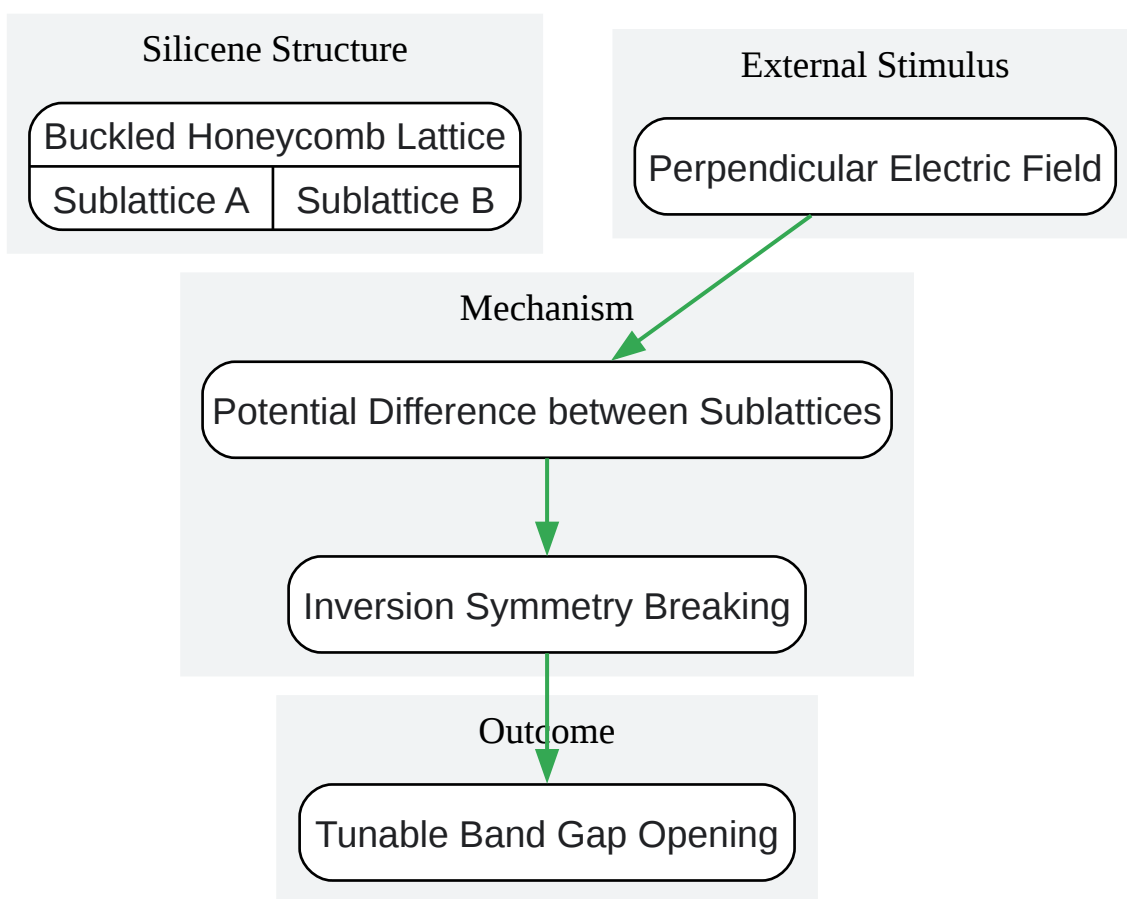 Silicene Structure
Buckled Honeycomb Lattice
Sublattice A
Sublattice B
External Stimulus
Perpendicular Electric Field
Mechanism
Potential Difference between Sublattices
Inversion Symmetry Breaking
Outcome
Tunable Band Gap Opening